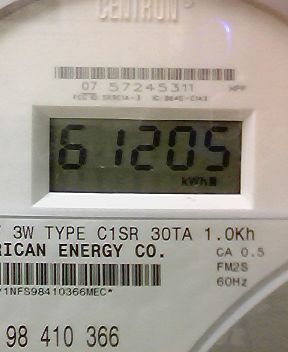 CENTRON
07 57245311 HPF
61205
kWh
3W TYPE C1SR 30TA 1.0Kh
RICAN ENERGY CO. CA 0.5
FM2S
60Hz
1NFS98410366MEC*
98 410 366